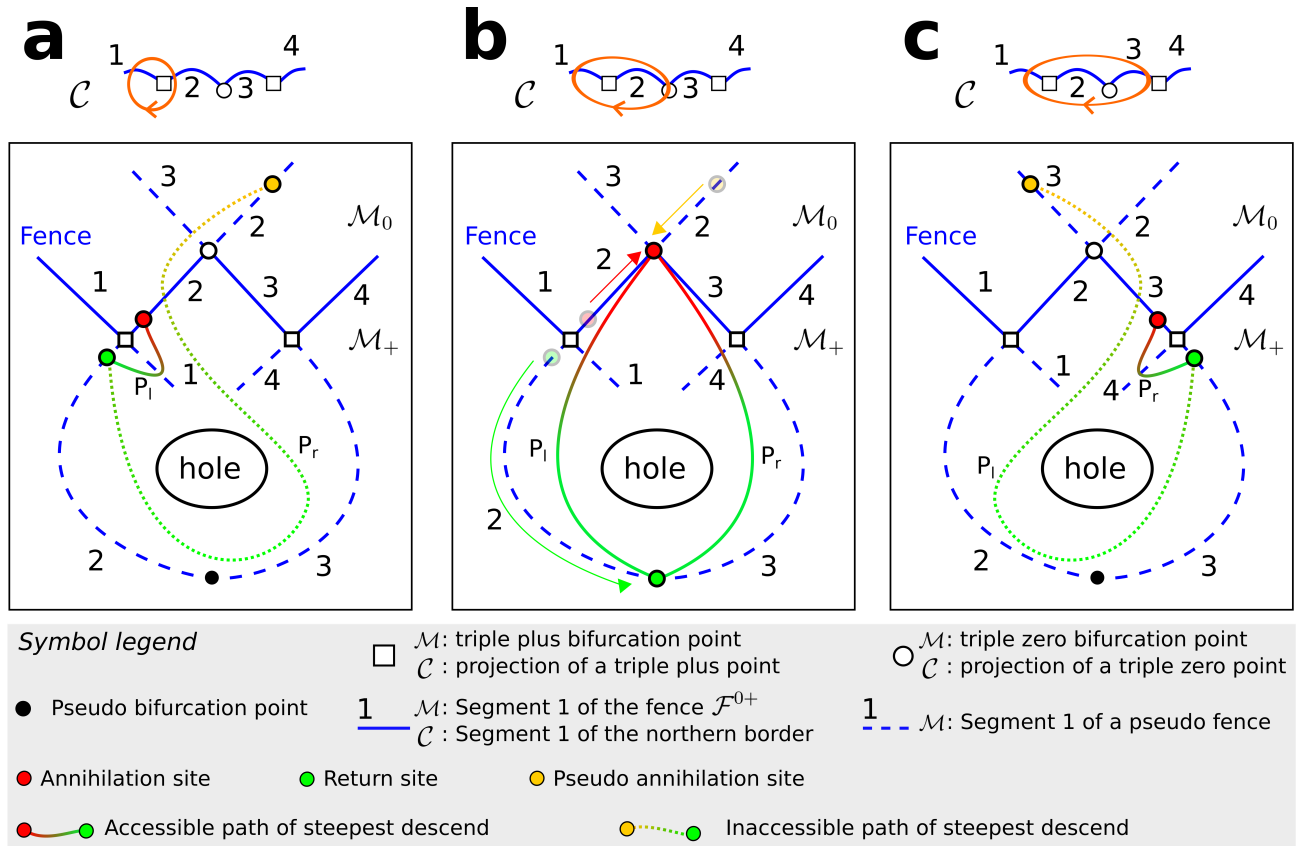 a b c
1 4 1 4 1 3 4
𝒞 2 3 𝒞 2 3 𝒞 2
3 2 ℳ₀
Fence 1 2 3 4
ℳ₊
Pₗ 1 4
Pᵣ
hole
2 3
3 2 ℳ₀
Fence 1 2 3 4
ℳ₊
1 4
Pₗ Pᵣ
hole
2 3
3 2 ℳ₀
Fence 1 2 3 4
ℳ₊
1 4 Pᵣ
Pₗ
hole
2 3
Symbol legend
ℳ: triple plus bifurcation point
𝒞 : projection of a triple plus point
ℳ: triple zero bifurcation point
𝒞 : projection of a triple zero point
Pseudo bifurcation point
1 ℳ: Segment 1 of the fence ℱ⁰⁺
𝒞 : Segment 1 of the northern border
1 ℳ: Segment 1 of a pseudo fence
Annihilation site
Return site
Pseudo annihilation site
Accessible path of steepest descend
Inaccessible path of steepest descend